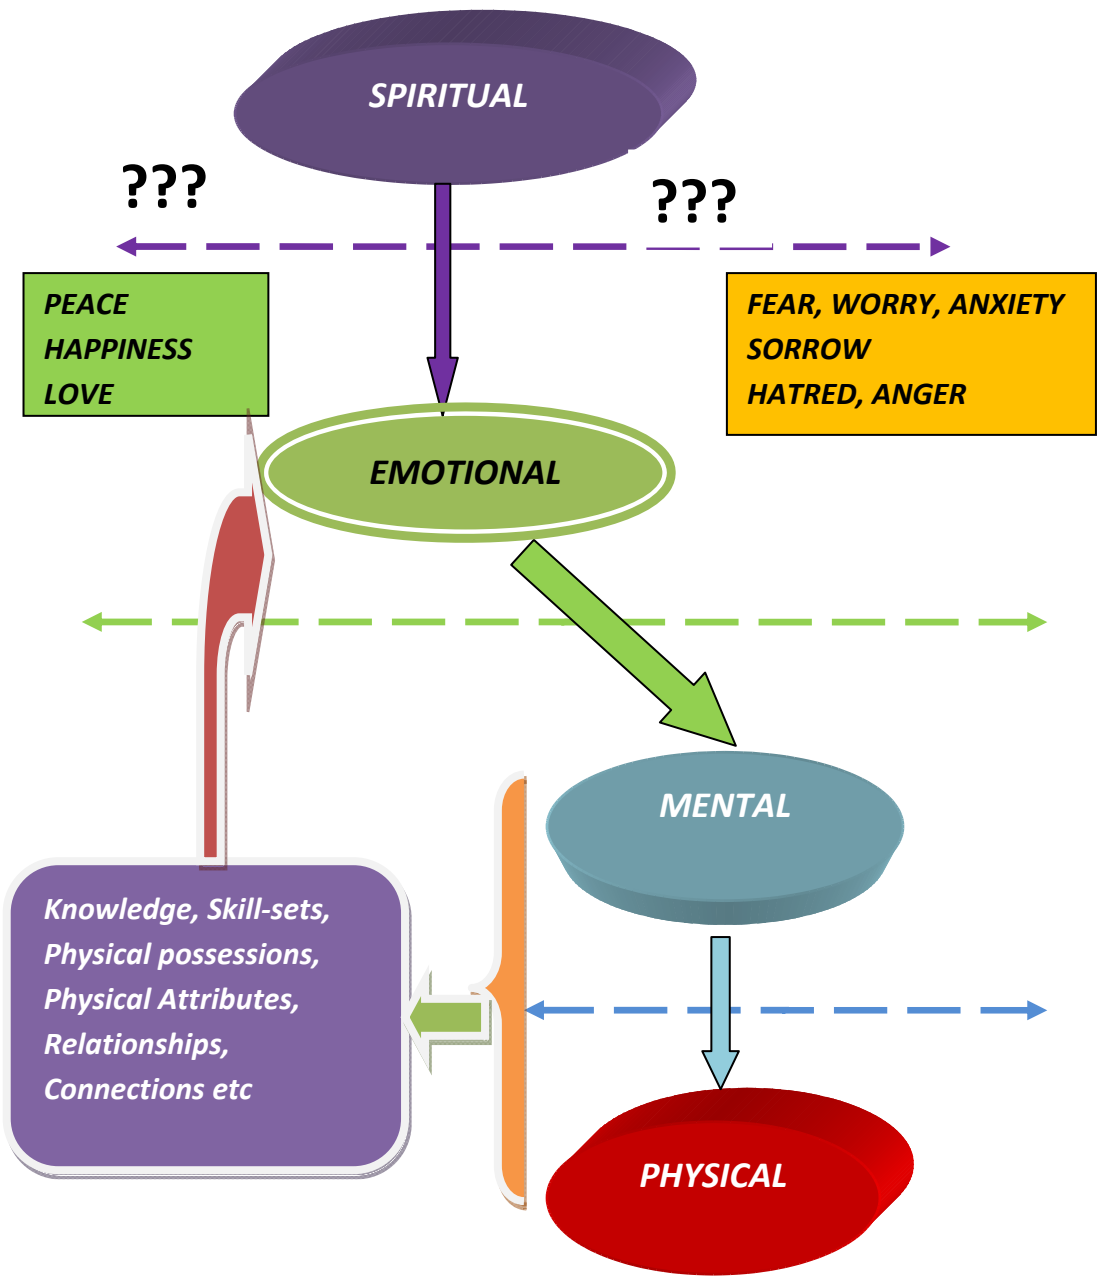 SPIRITUAL
???
???
PEACE
HAPPINESS
LOVE
FEAR, WORRY, ANXIETY
SORROW
HATRED, ANGER
EMOTIONAL
MENTAL
Knowledge, Skill-sets,
Physical possessions,
Physical Attributes,
Relationships,
Connections etc
PHYSICAL